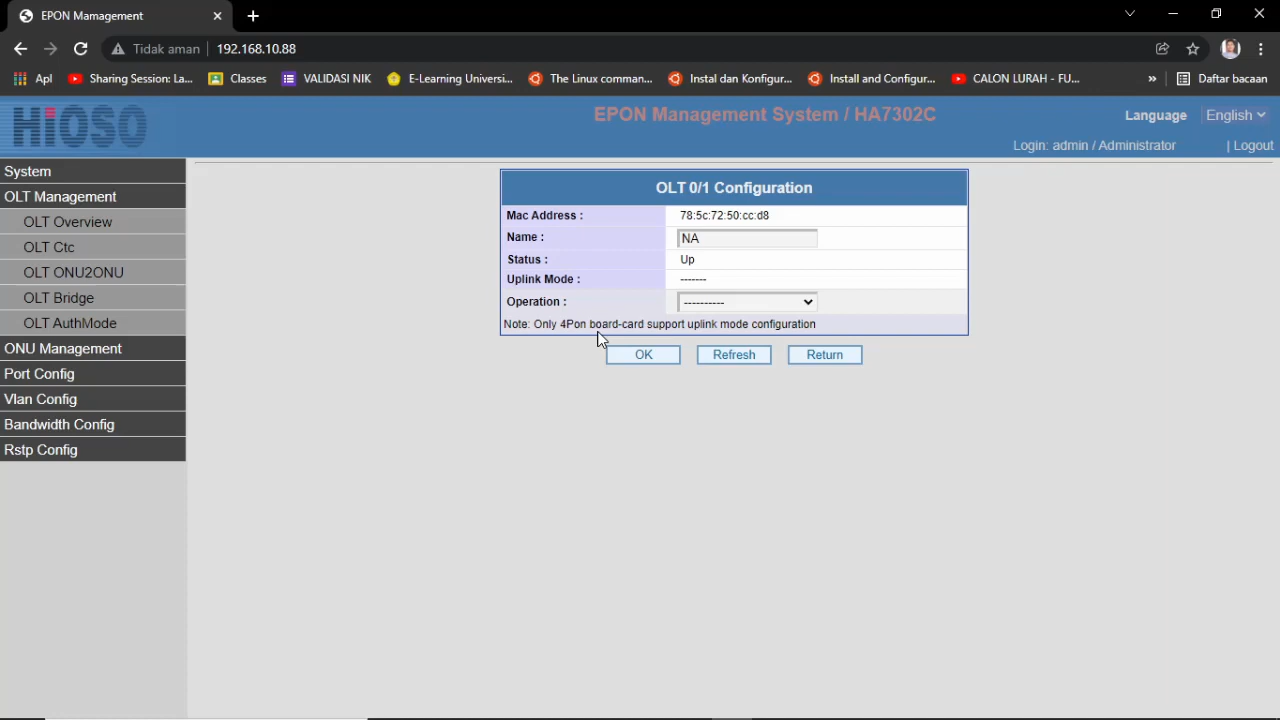 EPON Mamagement
Tidak aman
192.168.10.88
Apl
Sharing Session: La...
Classes
VALIDASI NIK
E-Learning Universi...
The Linux comman...
Instal dan Konfigur...
Install and Configur...
CALON LURAH - FU...
»
Daftar bacaan
HiOSO
EPON Management System / HA7302C
Language
English
Login: admin / Administrator
| Logout
System
OLT Management
OLT Overview
OLT Ctc
OLT ONU2ONU
OLT Bridge
OLT AuthMode
ONU Management
Port Config
Vlan Config
Bandwidth Config
Rstp Config
OLT 0/1 Configuration
Mac Address : 78:5c:72:50:cc:d8
Name : NA
Status : Up
Uplink Mode : -------
Operation : ----------
Note: Only 4Pon board-card support uplink mode configuration
OK
Refresh
Return